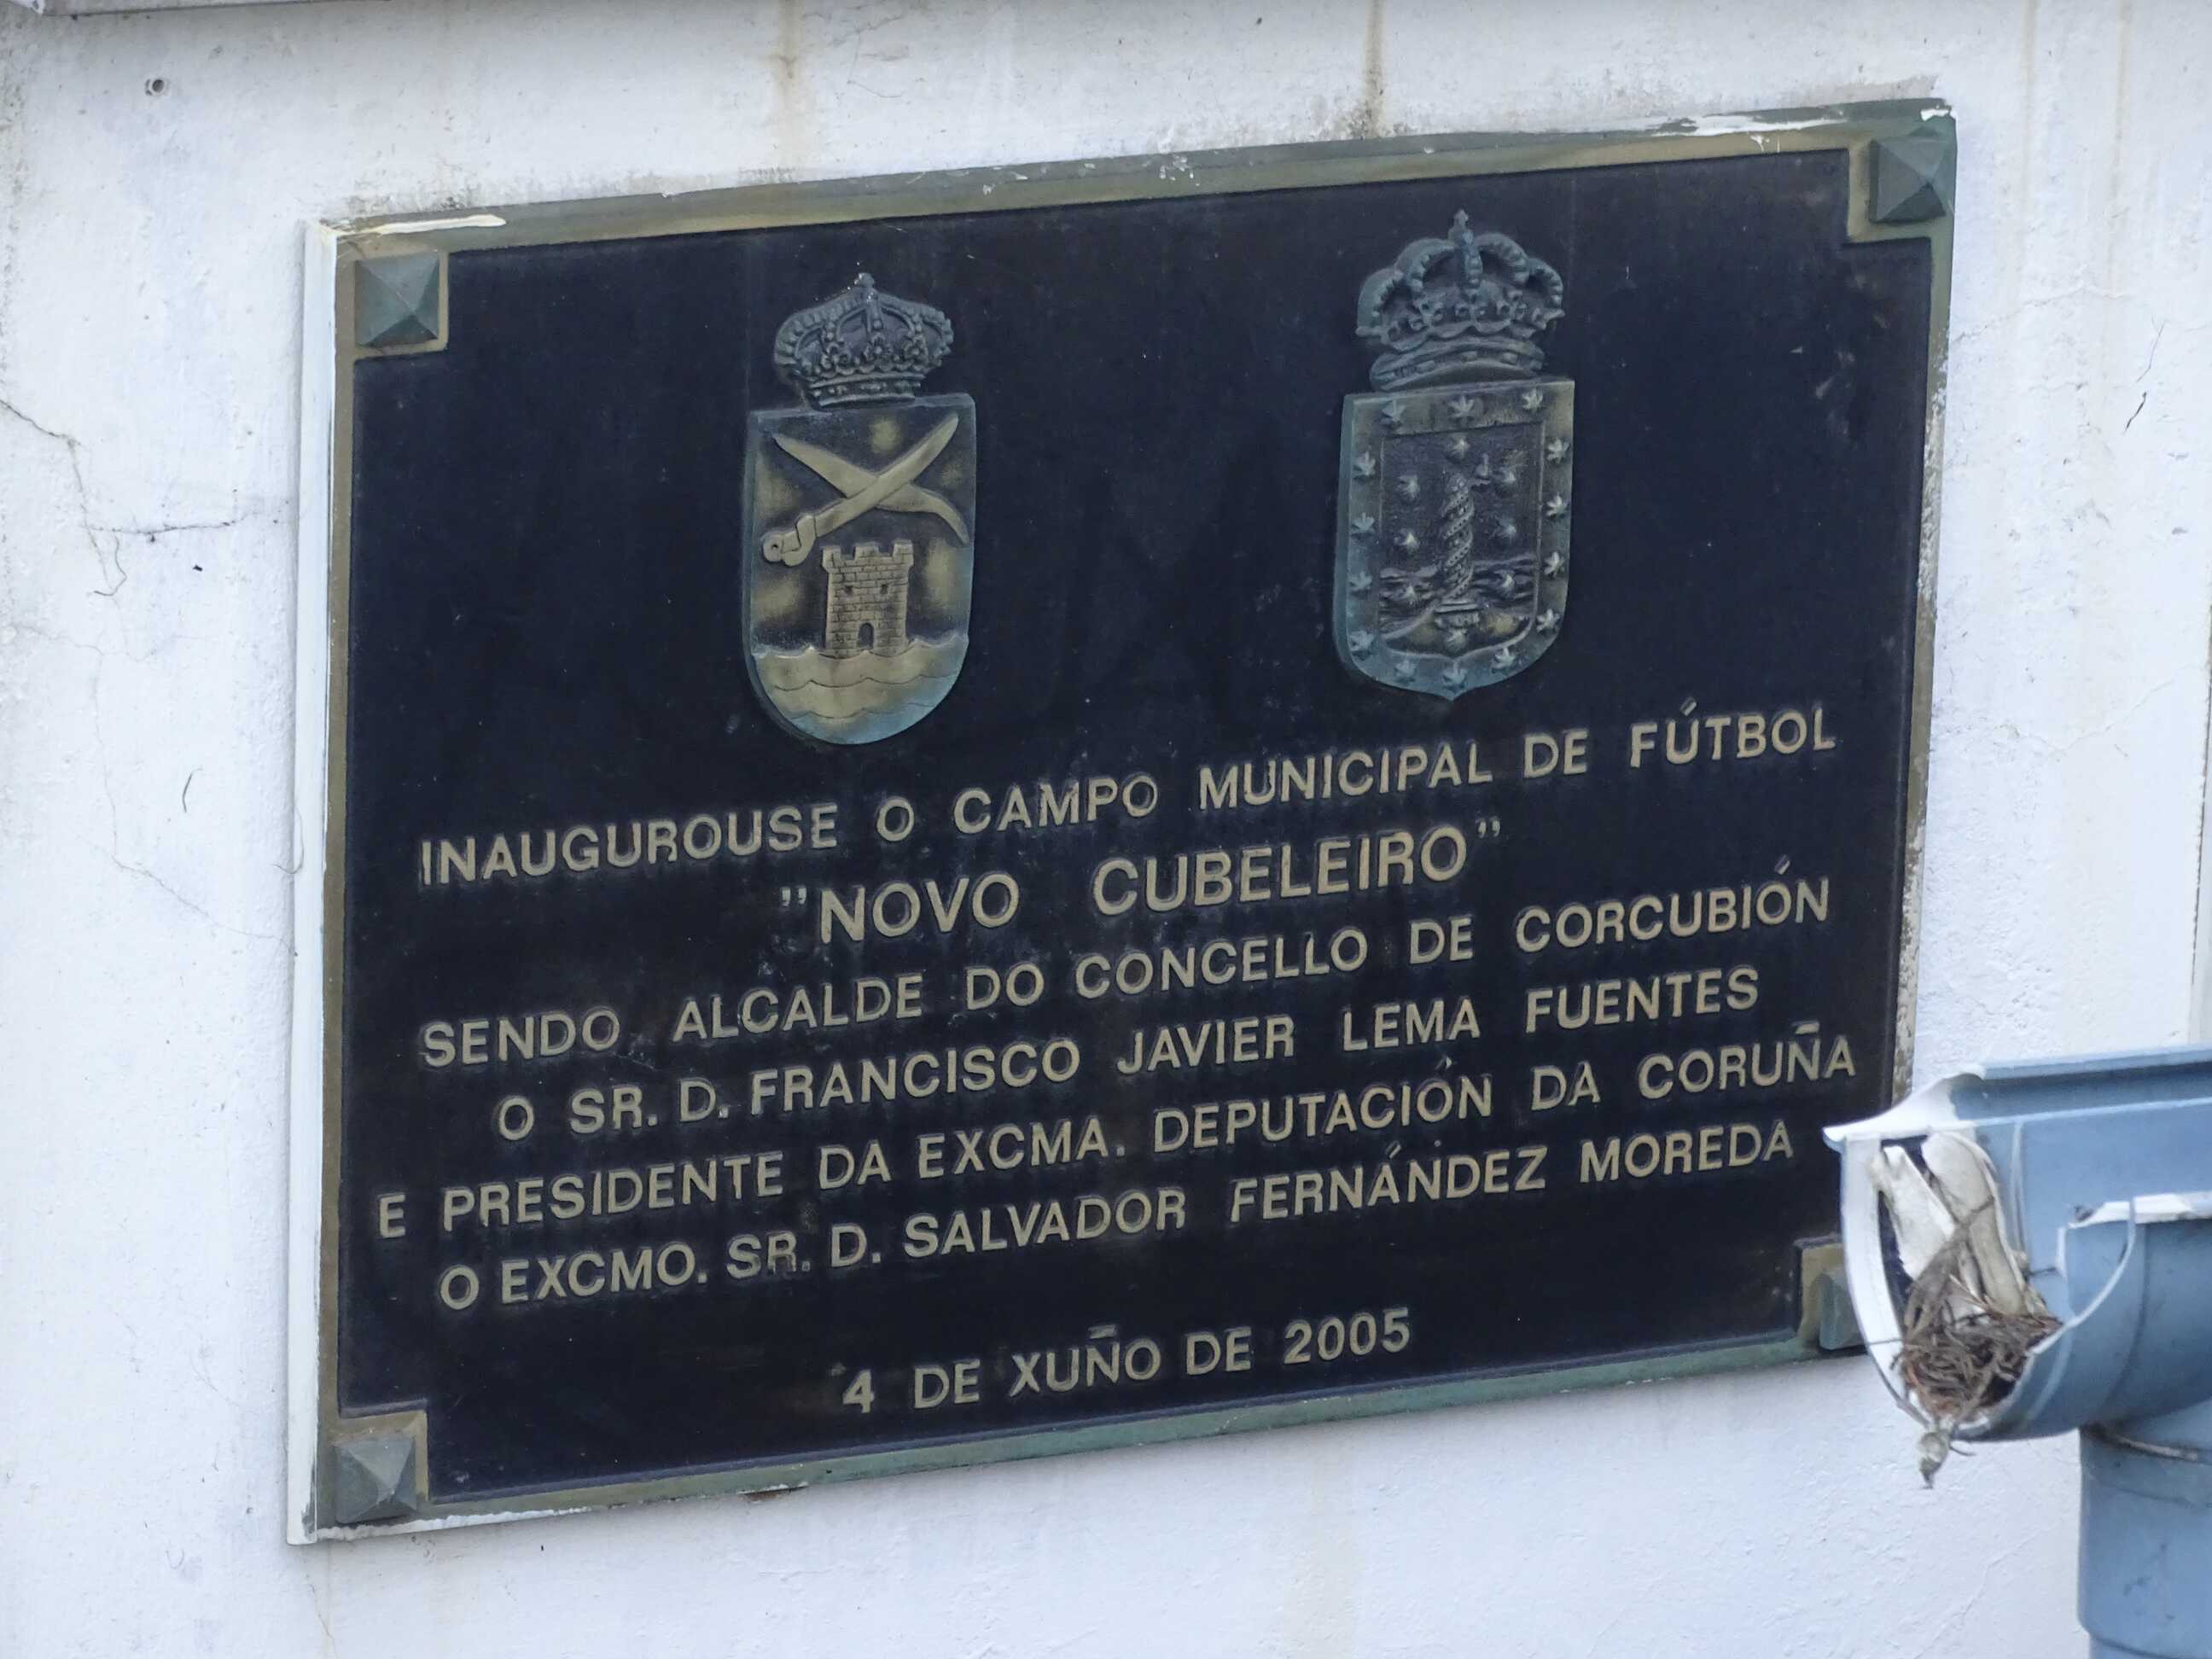 INAUGUROUSE O CAMPO MUNICIPAL DE FÚTBOL
"NOVO CUBELEIRO"
SENDO ALCALDE DO CONCELLO DE CORCUBIÓN
O SR. D. FRANCISCO JAVIER LEMA FUENTES
E PRESIDENTE DA EXCMA. DEPUTACIÓN DA CORUÑA
O EXCMO. SR. D. SALVADOR FERNÁNDEZ MOREDA
4 DE XUÑO DE 2005